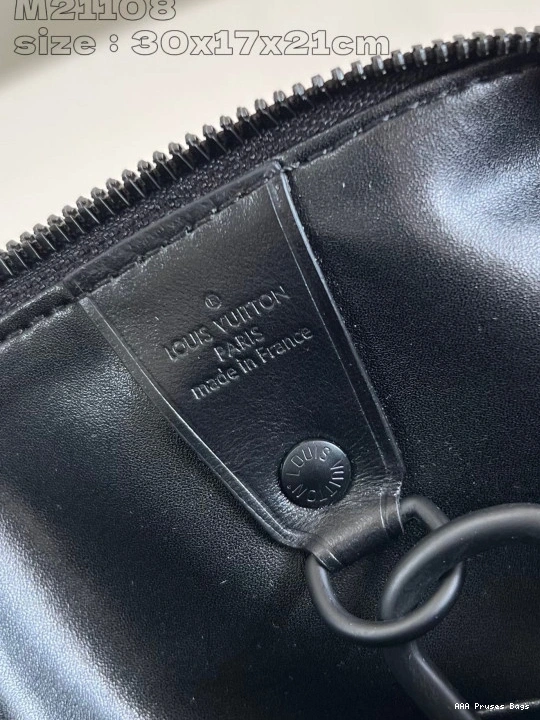 M21108
size : 30x17x21cm
LOUIS VUITTON
PARIS
made in France
LOUIS VUITTON
AAA Pruses Bags